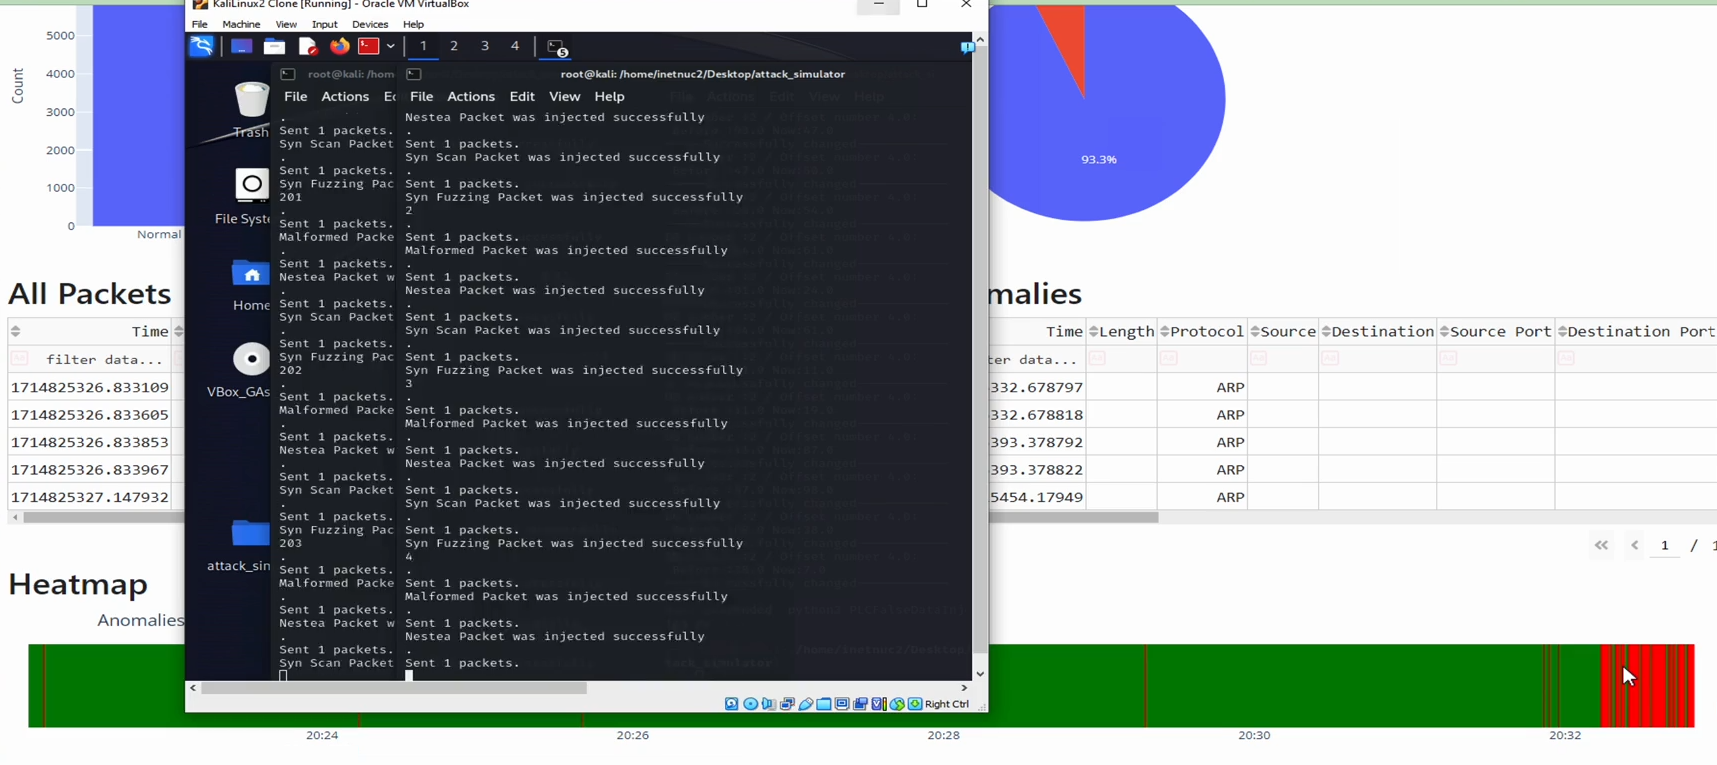 KaliLinux2 Clone [Running] - Oracle VM VirtualBox
File Machine Input Devices Help
1 2 3 4 5
root@kali: /hom
root@kali: /home/inetnuc2/Desktop/attack_simulator
File Actions Ed
File Actions Edit View Help
.
Sent 1 packets.
Syn Scan Packet
.
Sent 1 packets.
Syn Fuzzing Pac
201
.
Sent 1 packets.
Malformed Packe
.
Sent 1 packets.
Nestea Packet w
.
Sent 1 packets.
Syn Scan Packet
.
Sent 1 packets.
Syn Fuzzing Pac
202
.
Sent 1 packets.
Malformed Packe
.
Sent 1 packets.
Nestea Packet w
.
Sent 1 packets.
Syn Scan Packet
.
Sent 1 packets.
Syn Fuzzing Pac
203
.
Sent 1 packets.
Malformed Packe
.
Sent 1 packets.
Nestea Packet w
.
Sent 1 packets.
Syn Scan Packet
Nestea Packet was injected successfully
.
Sent 1 packets.
Syn Scan Packet was injected successfully
.
Sent 1 packets.
Syn Fuzzing Packet was injected successfully
2
.
Sent 1 packets.
Malformed Packet was injected successfully
.
Sent 1 packets.
Nestea Packet was injected successfully
.
Sent 1 packets.
Syn Scan Packet was injected successfully
.
Sent 1 packets.
Syn Fuzzing Packet was injected successfully
3
.
Sent 1 packets.
Malformed Packet was injected successfully
.
Sent 1 packets.
Nestea Packet was injected successfully
.
Sent 1 packets.
Syn Scan Packet was injected successfully
.
Sent 1 packets.
Syn Fuzzing Packet was injected successfully
4
.
Sent 1 packets.
Malformed Packet was injected successfully
.
Sent 1 packets.
Nestea Packet was injected successfully
.
Sent 1 packets.
Trash
File Syste
Home
VBox_GAs
attack_sim
Right Ctrl
Count
5000
4000
3000
2000
1000
0
Normal
93.3%
All Packets
Time
filter data...
1714825326.833109
1714825326.833605
1714825326.833853
1714825326.833967
1714825327.147932
malies
Time Length Protocol Source Destination Source Port Destination Port
ter data...
332.678797 ARP
332.678818 ARP
393.378792 ARP
393.378822 ARP
5454.17949 ARP
« < 1 / 1
Heatmap
Anomalies
20:24 20:26 20:28 20:30 20:32